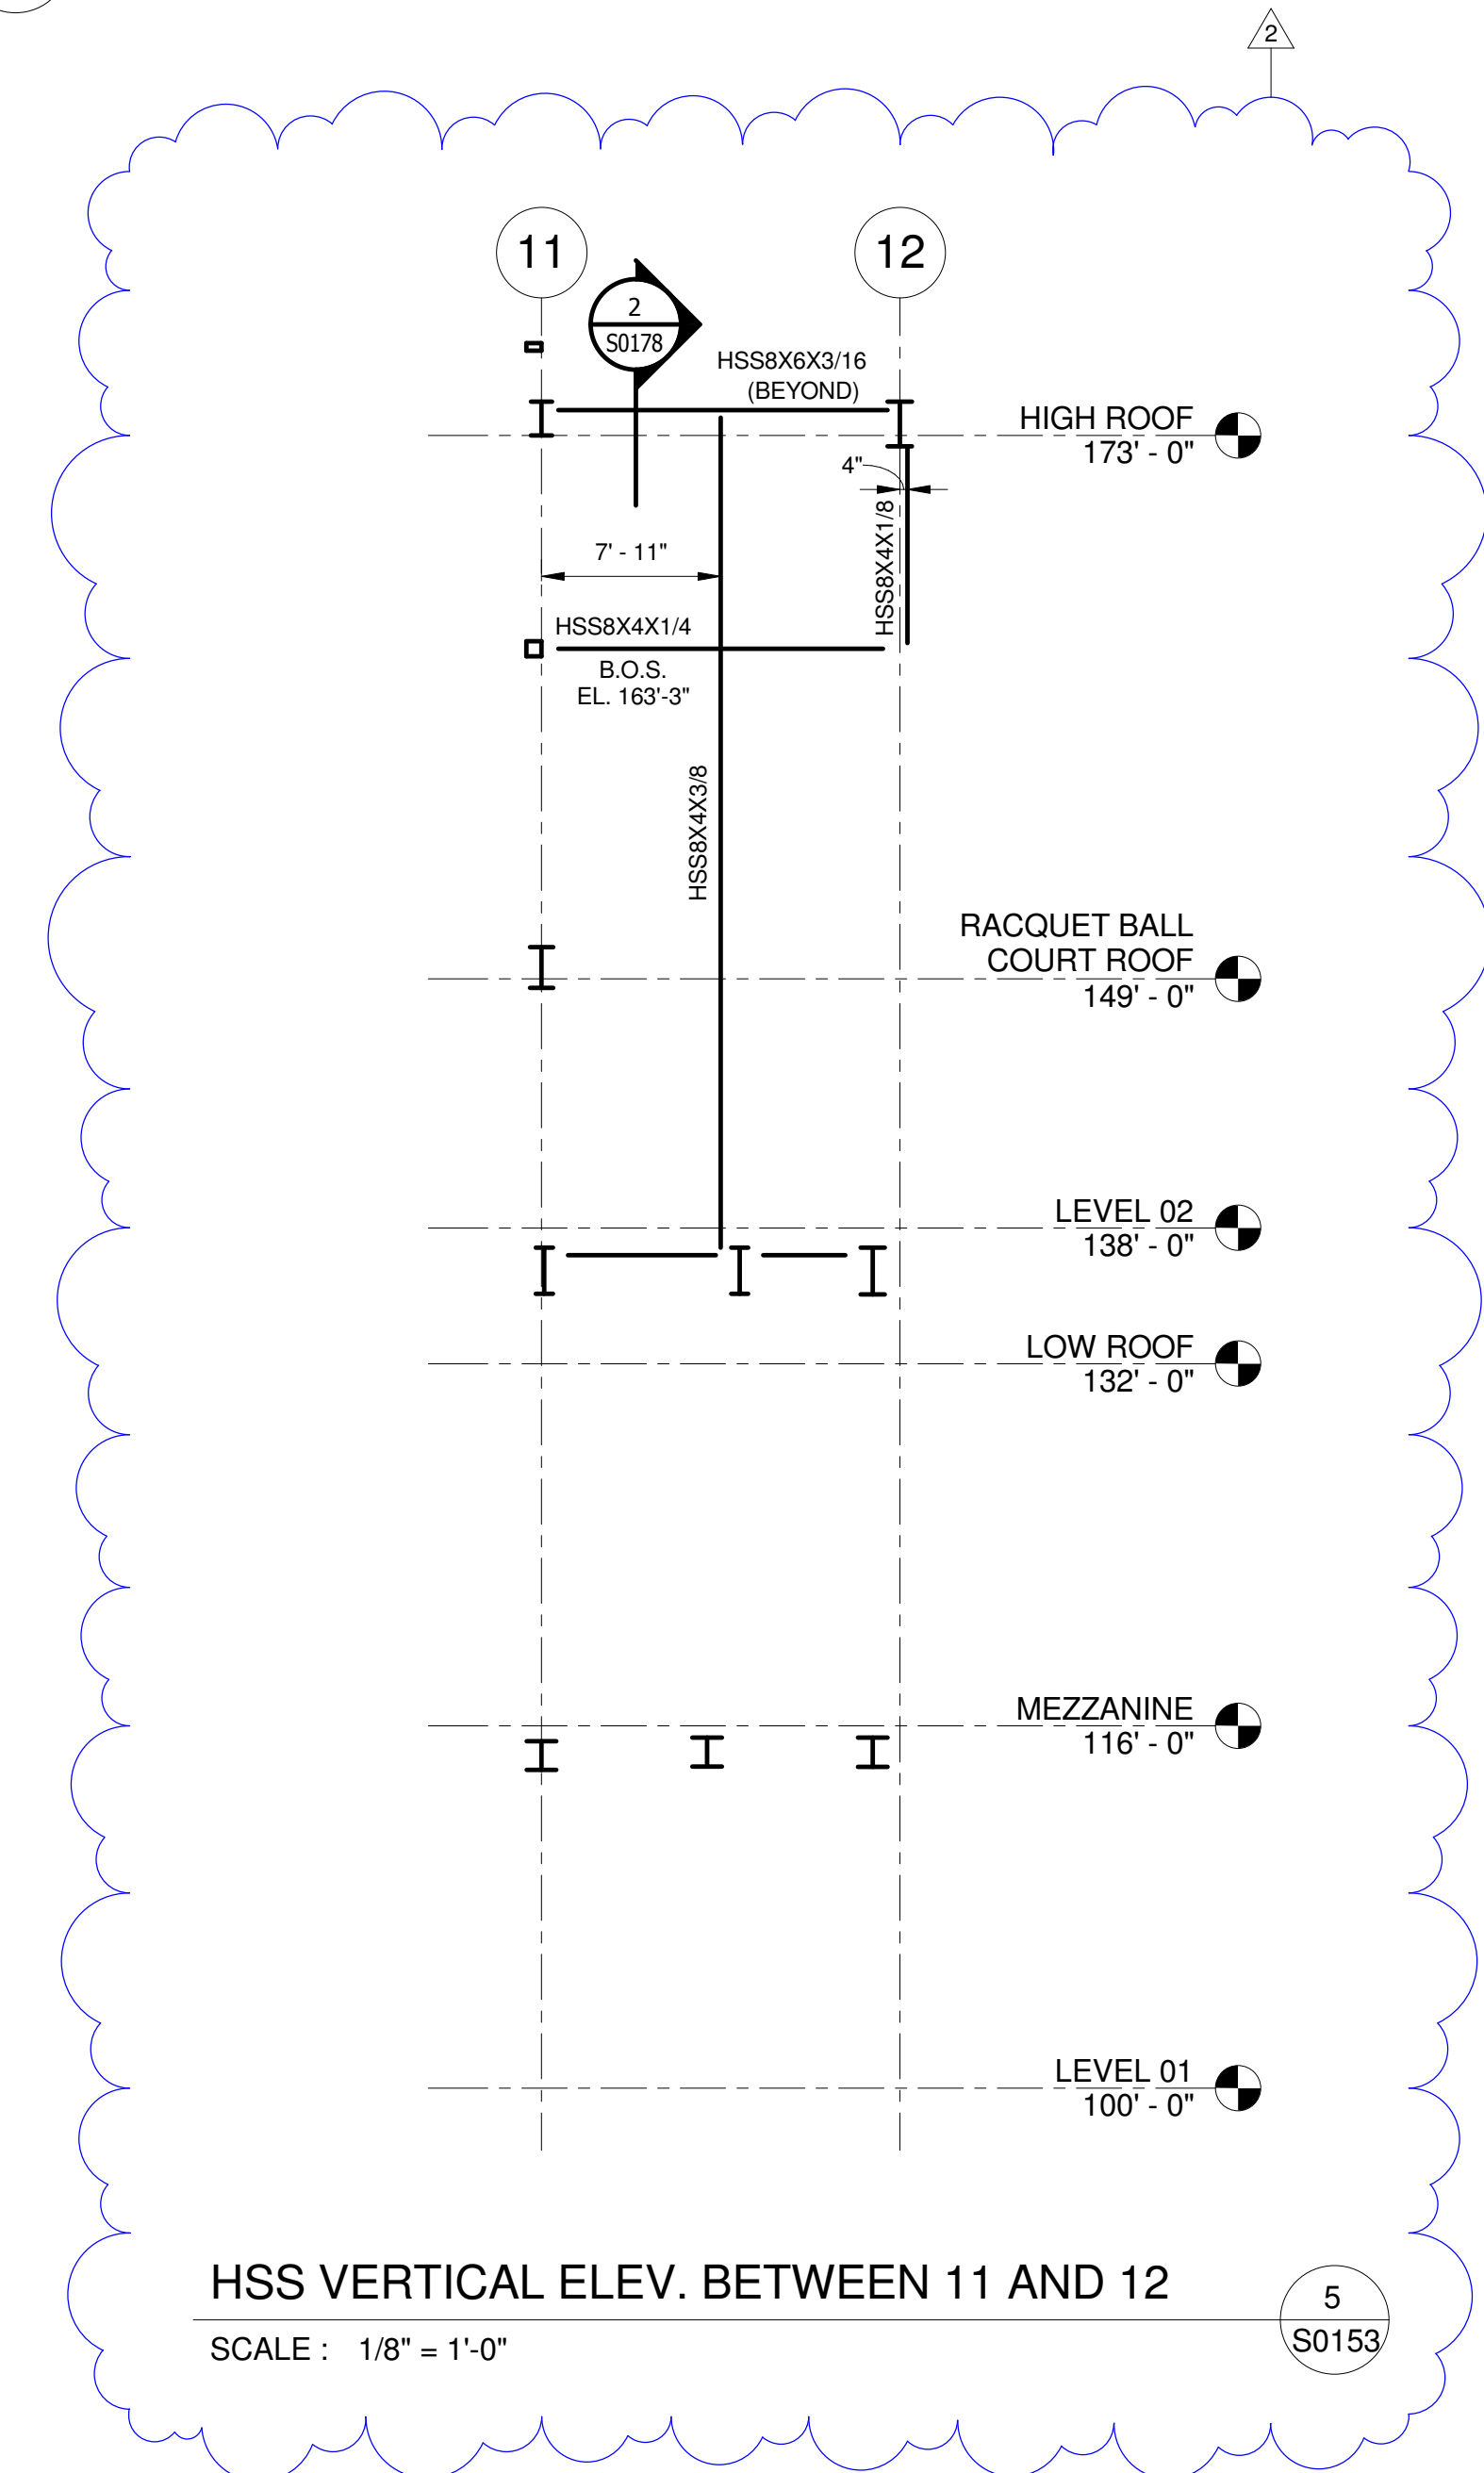 2
11
12
2
S0178
HSS8X6X3/16
(BEYOND)
HIGH ROOF
173' - 0"
4"
HSS8X4X1/8
7' - 11"
HSS8X4X1/4
B.O.S.
EL. 163'-3"
HSS8X4X3/8
RACQUET BALL
COURT ROOF
149' - 0"
LEVEL 02
138' - 0"
LOW ROOF
132' - 0"
MEZZANINE
116' - 0"
LEVEL 01
100' - 0"
HSS VERTICAL ELEV. BETWEEN 11 AND 12
SCALE : 1/8" = 1'-0"
5
S0153